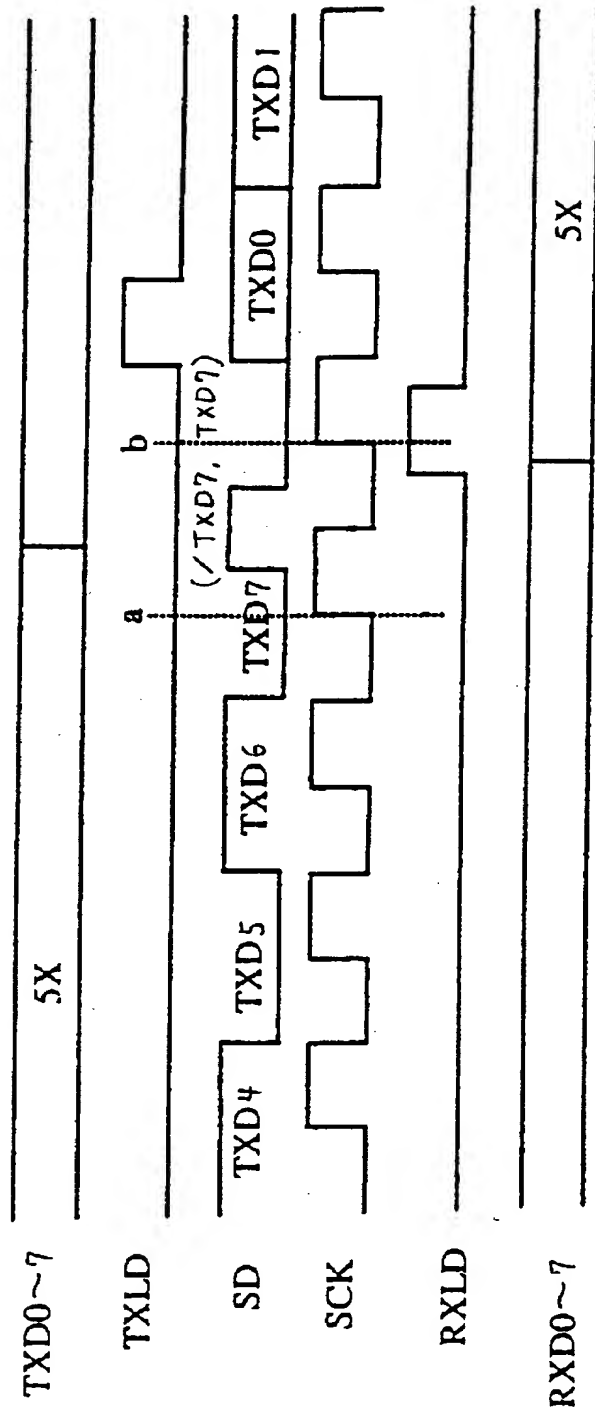 TXD0~7
5X
TXLD
a
b
SD
TXD4
TXD5
TXD6
TXD7
(/TXD7, TXD7)
TXD0
TXD1
SCK
RXLD
RXD0~7
5X